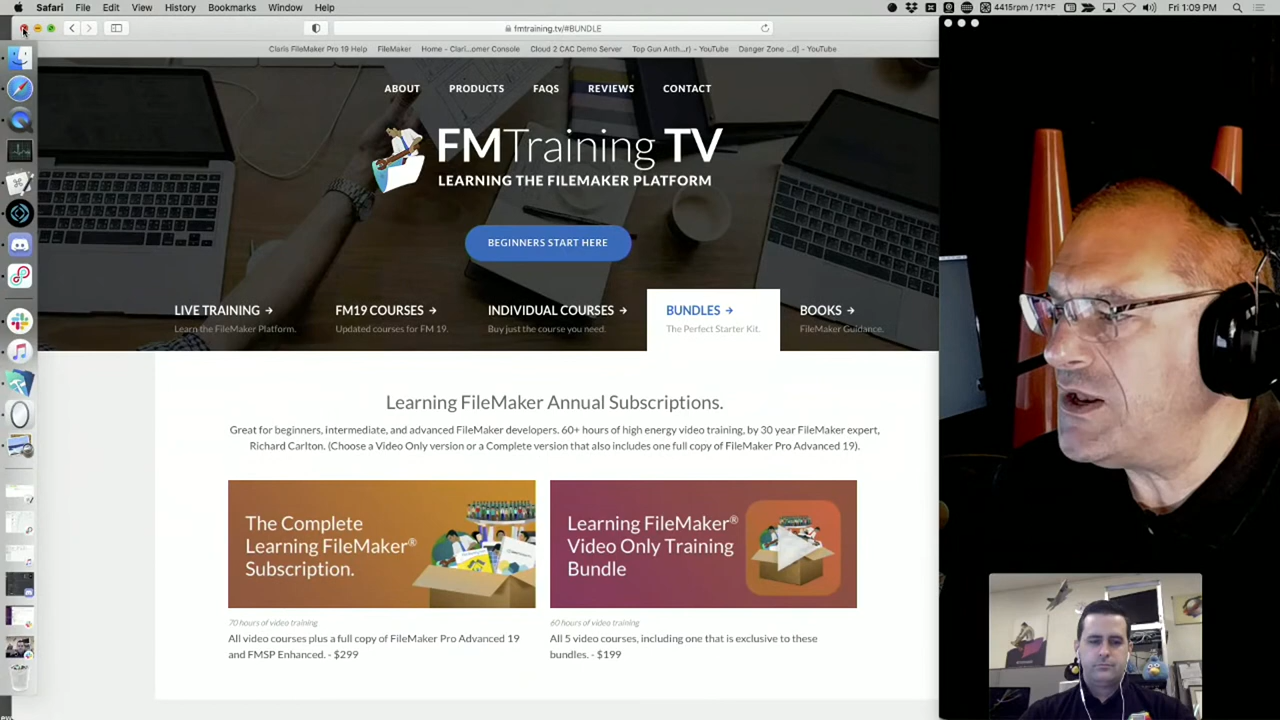 Safari File Edit View History Bookmarks Window Help 4415rpm / 171°F Fri 1:09 PM
fmtraining.tv/#BUNDLE
Claris FileMaker Pro 19 Help FileMaker Home - Clari...er Console Cloud 2 CAC Demo Server Top Gun Anth...r) - YouTube Danger Zone ...d] - YouTube
ABOUT PRODUCTS FAQS REVIEWS CONTACT
FMTraining TV
LEARNING THE FILEMAKER PLATFORM
BEGINNERS START HERE
LIVE TRAINING → FM19 COURSES → INDIVIDUAL COURSES → BUNDLES → BOOKS →
Learn the FileMaker Platform. Updated courses for FM 19. Buy just the course you need. The Perfect Starter Kit. FileMaker Guidance.
Learning FileMaker Annual Subscriptions.
Great for beginners, intermediate, and advanced FileMaker developers. 60+ hours of high energy video training, by 30 year FileMaker expert,
Richard Carlton. (Choose a Video Only version or a Complete version that also includes one full copy of FileMaker Pro Advanced 19).
The Complete
Learning FileMaker®
Subscription.
Learning FileMaker®
Video Only Training
Bundle
70 hours of video training
All video courses plus a full copy of FileMaker Pro Advanced 19
and FMSP Enhanced. - $299
60 hours of video training
All 5 video courses, including one that is exclusive to these
bundles. - $199